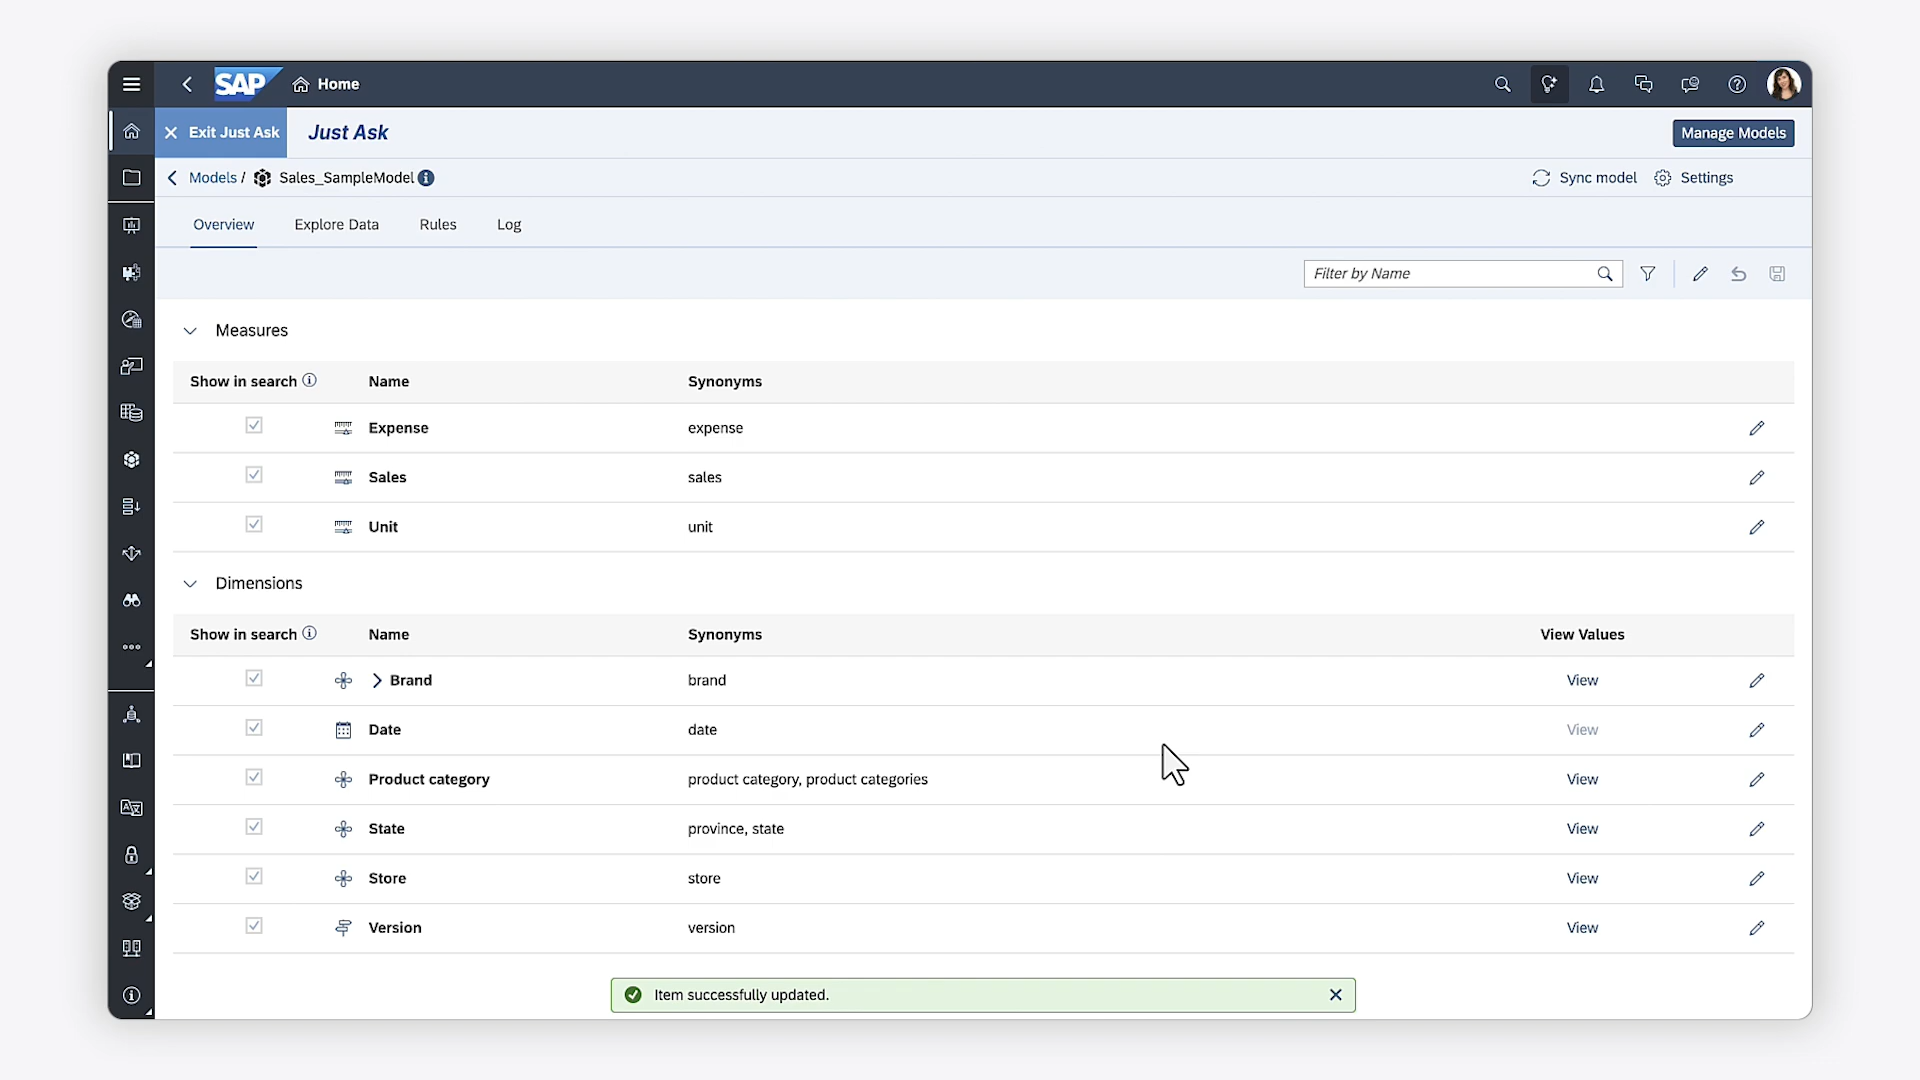 SAP Home
Exit Just Ask Just Ask Manage Models
Models / Sales_SampleModel Sync model Settings
Overview Explore Data Rules Log
Filter by Name
Measures
Show in search Name Synonyms
Expense expense
Sales sales
Unit unit
Dimensions
Show in search Name Synonyms View Values
Brand brand View
Date date View
Product category product category, product categories View
State province, state View
Store store View
Version version View
Item successfully updated.